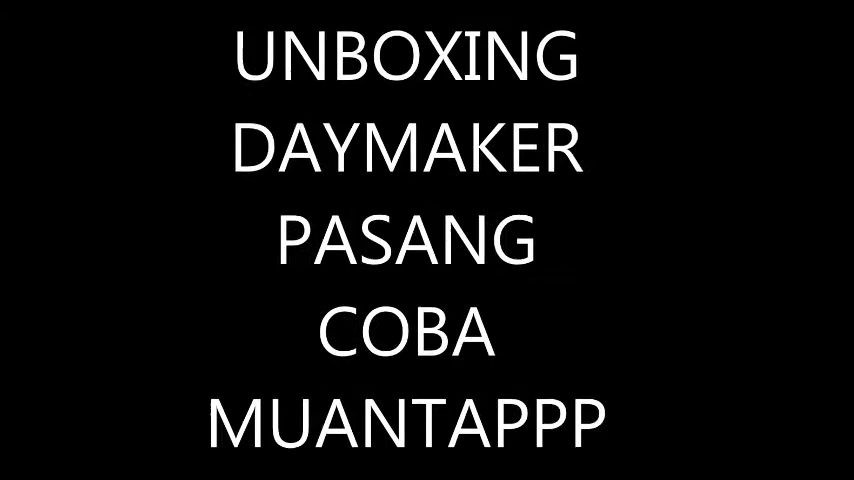 UNBOXING
DAYMAKER
PASANG
COBA
MUANTAPPP